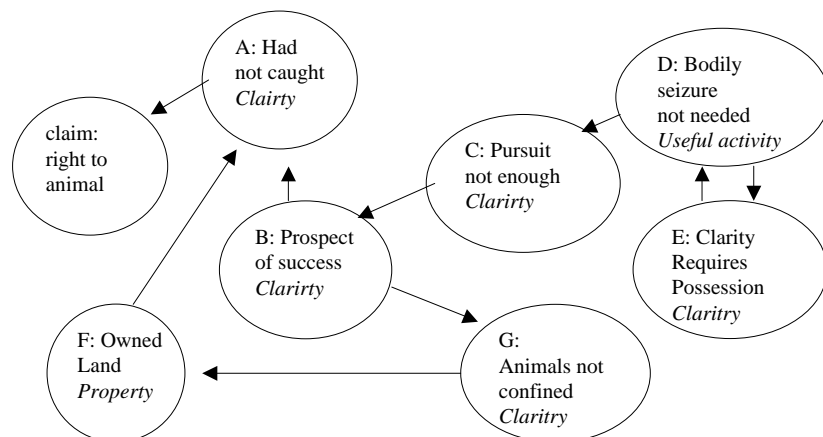 A: Had
not caught
Clairty
claim:
right to
animal
D: Bodily
seizure
not needed
Useful activity
C: Pursuit
not enough
Clarirty
B: Prospect
of success
Clarirty
E: Clarity
Requires
Possession
Claritry
F: Owned
Land
Property
G:
Animals not
confined
Claritry